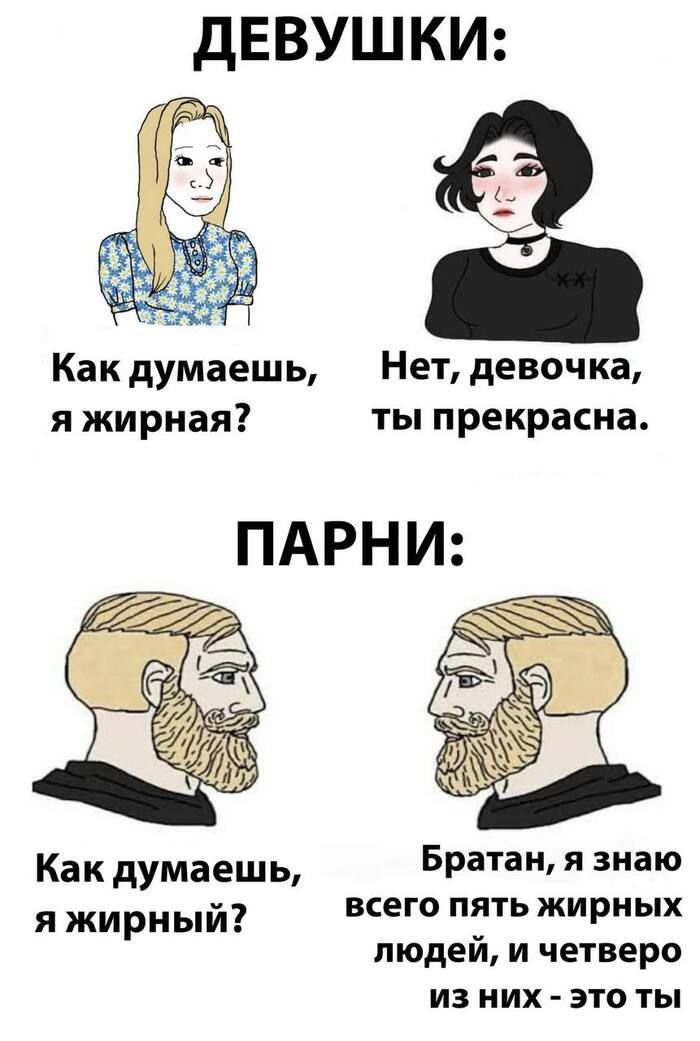 ДЕВУШКИ:
Как думаешь,
я жирная?
Нет, девочка,
ты прекрасна.
ПАРНИ:
Как думаешь,
я жирный?
Братан, я знаю
всего пять жирных
людей, и четверо
из них - это ты